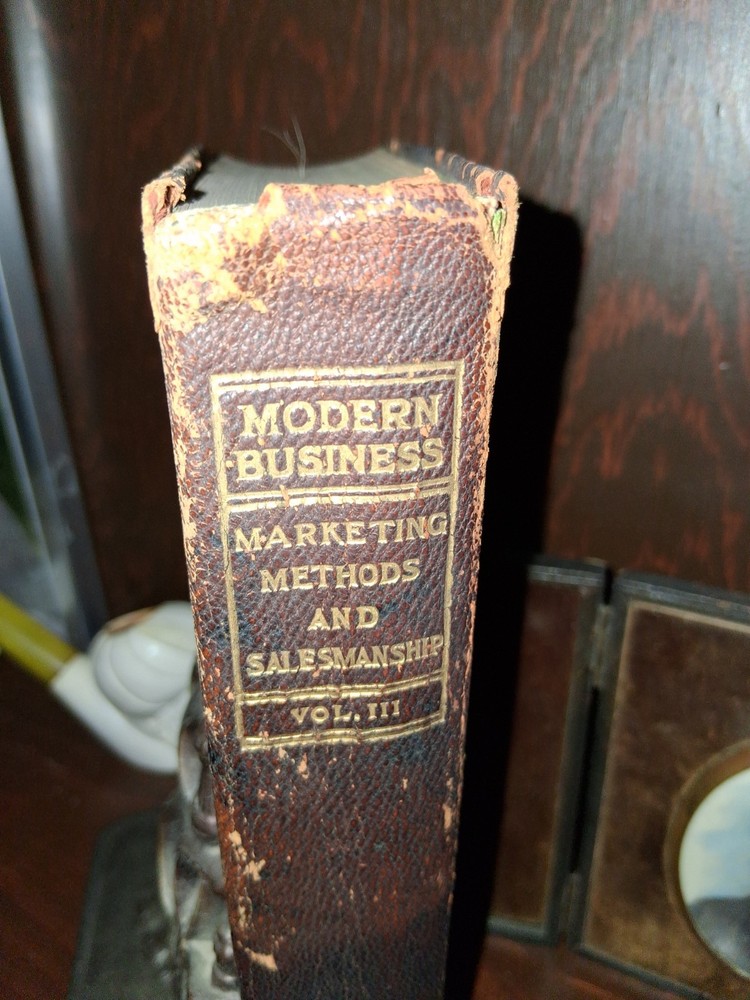 MODERN
BUSINESS
MARKETING
METHODS
AND
SALESMANSHIP
VOL. III